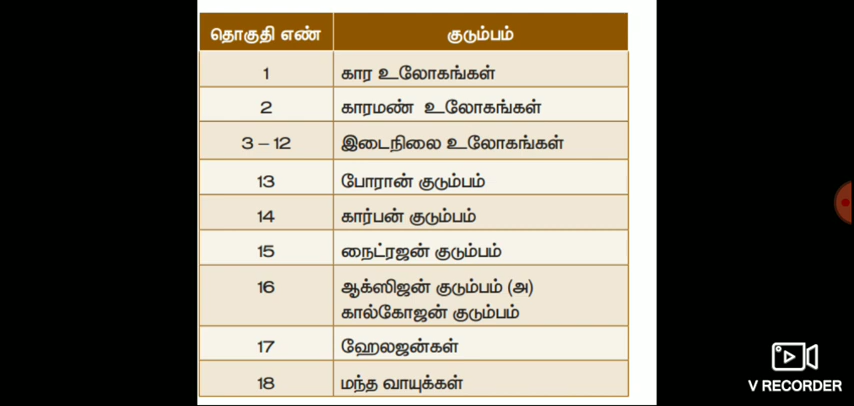 தொகுதி எண் குடும்பம்
1 கார உலோகங்கள்
2 காரமண் உலோகங்கள்
3 – 12 இடைநிலை உலோகங்கள்
13 போரான் குடும்பம்
14 கார்பன் குடும்பம்
15 நைட்ரஜன் குடும்பம்
16 ஆக்ஸிஜன் குடும்பம் (அ)
கால்கோஜன் குடும்பம்
17 ஹேலஜன்கள்
18 மந்த வாயுக்கள்
V RECORDER